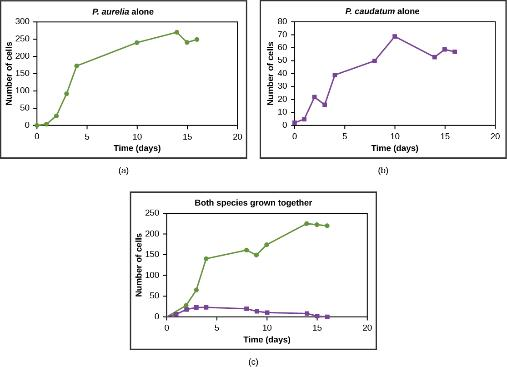 P. aurelia alone
300
250
200
150
100
50
0
Number of cells
0 5 10 15 20
Time (days)
(a)
P. caudatum alone
80
70
60
50
40
30
20
10
0
Number of cells
0 5 10 15 20
Time (days)
(b)
Both species grown together
250
200
150
100
50
0
Number of cells
0 5 10 15 20
Time (days)
(c)